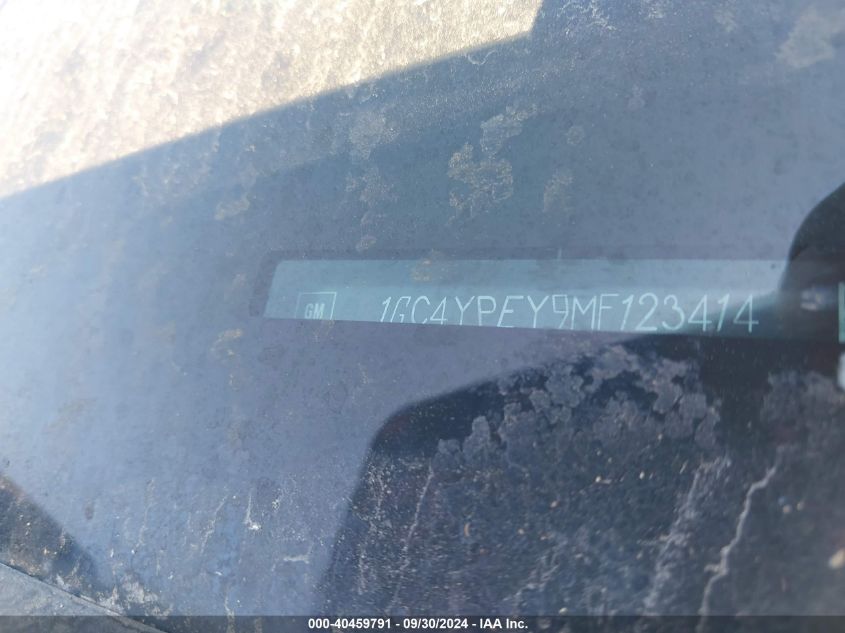 GM 1GC4YPEY9MF123414
000-40459791 - 09/30/2024 - IAA Inc.